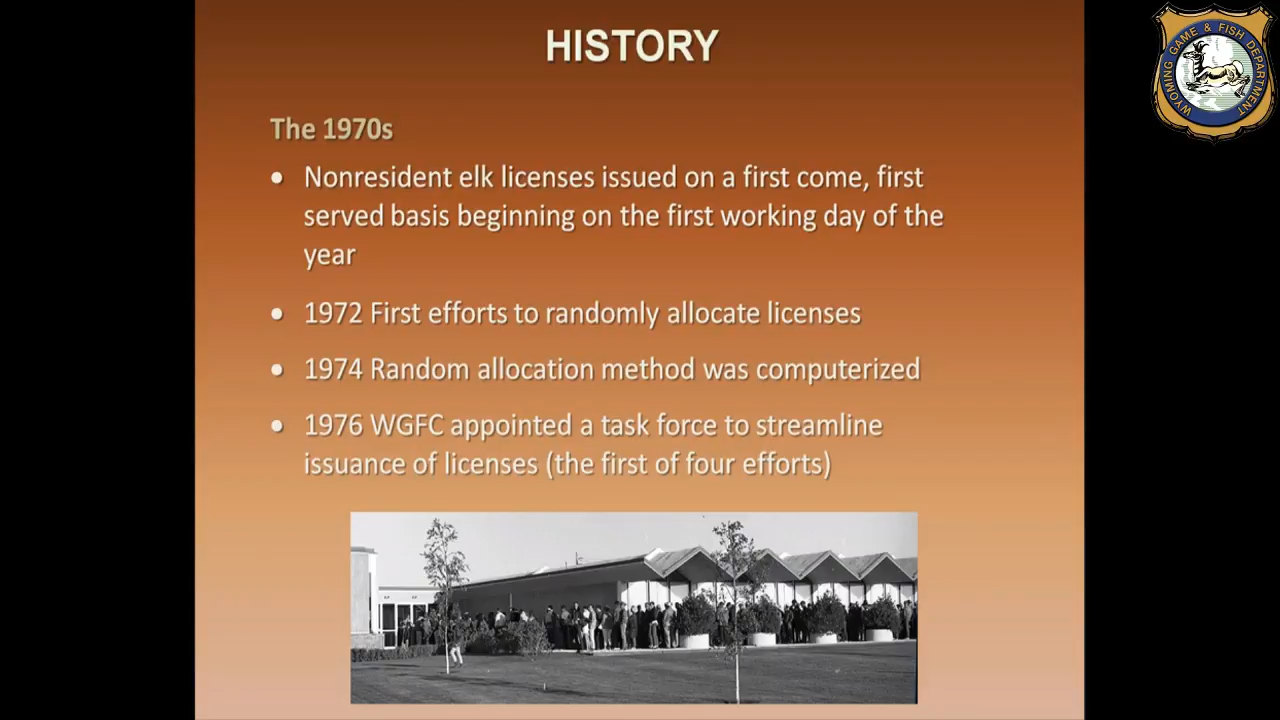 HISTORY
The 1970s
• Nonresident elk licenses issued on a first come, first
served basis beginning on the first working day of the
year
• 1972 First efforts to randomly allocate licenses
• 1974 Random allocation method was computerized
• 1976 WGFC appointed a task force to streamline
issuance of licenses (the first of four efforts)
WYOMING GAME & FISH DEPARTMENT